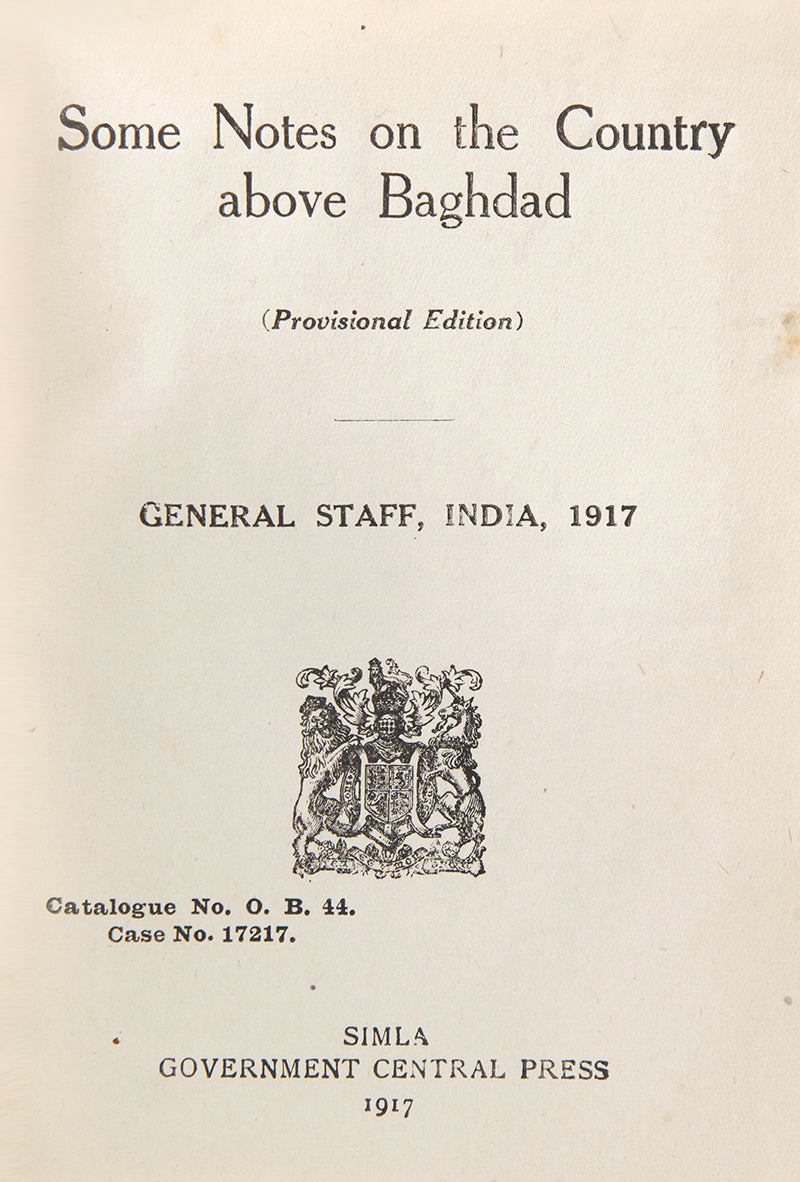 Some Notes on the Country
above Baghdad
(Provisional Edition)
GENERAL STAFF, INDIA, 1917
Catalogue No. O. B. 44.
Case No. 17217.
SIMLA
GOVERNMENT CENTRAL PRESS
1917